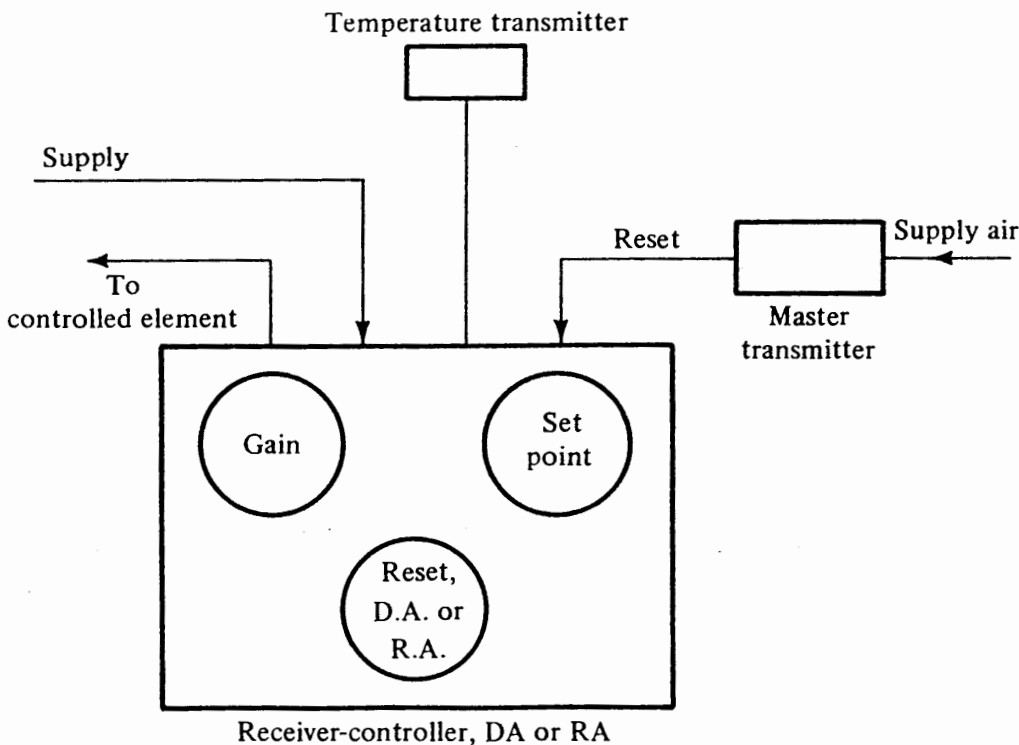 Temperature transmitter
Supply
Reset
Supply air
To
controlled element
Master
transmitter
Gain
Set
point
Reset,
D.A. or
R.A.
Receiver-controller, DA or RA